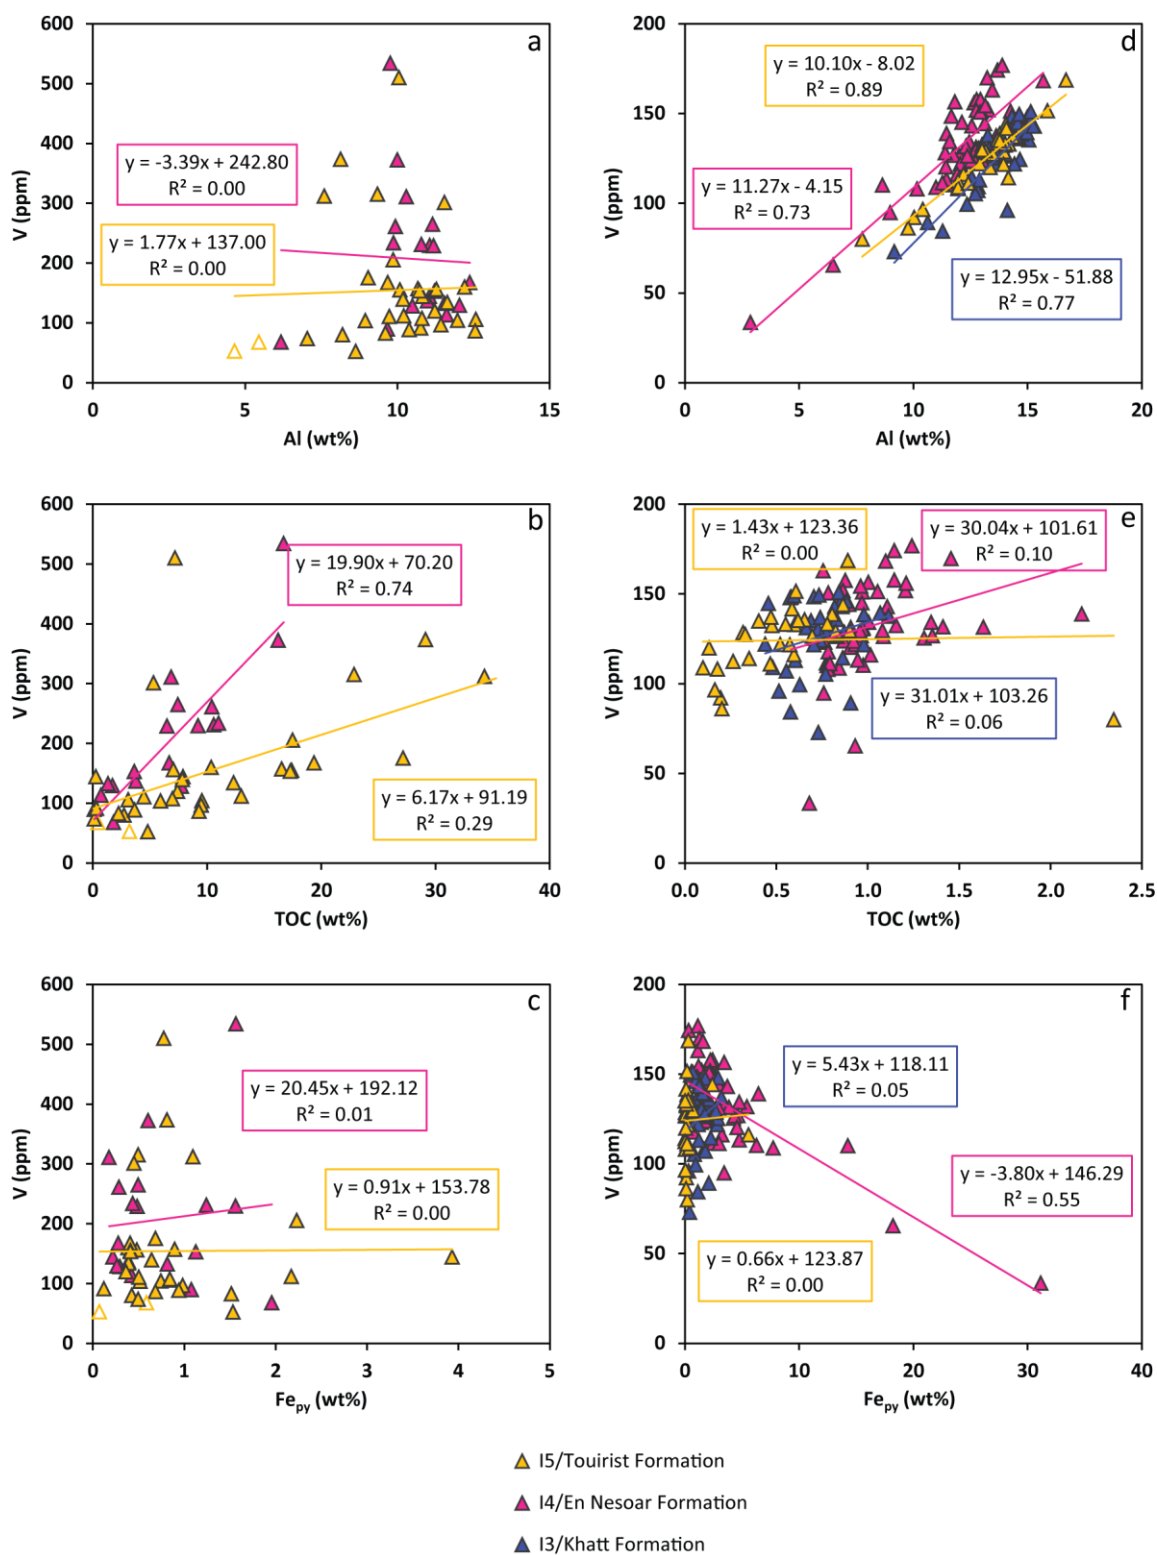 a
V (ppm)
600
500
400
300
200
100
0
y = -3.39x + 242.80
R² = 0.00
y = 1.77x + 137.00
R² = 0.00
0 5 10 15
Al (wt%)
d
V (ppm)
200
150
100
50
0
y = 10.10x - 8.02
R² = 0.89
y = 11.27x - 4.15
R² = 0.73
y = 12.95x - 51.88
R² = 0.77
0 5 10 15 20
Al (wt%)
b
V (ppm)
600
500
400
300
200
100
0
y = 19.90x + 70.20
R² = 0.74
y = 6.17x + 91.19
R² = 0.29
0 10 20 30 40
TOC (wt%)
e
V (ppm)
200
150
100
50
0
y = 1.43x + 123.36
R² = 0.00
y = 30.04x + 101.61
R² = 0.10
y = 31.01x + 103.26
R² = 0.06
0.0 0.5 1.0 1.5 2.0 2.5
TOC (wt%)
c
V (ppm)
600
500
400
300
200
100
0
y = 20.45x + 192.12
R² = 0.01
y = 0.91x + 153.78
R² = 0.00
0 1 2 3 4 5
Fepy (wt%)
f
V (ppm)
200
150
100
50
0
y = 5.43x + 118.11
R² = 0.05
y = -3.80x + 146.29
R² = 0.55
y = 0.66x + 123.87
R² = 0.00
0 10 20 30 40
Fepy (wt%)
I5/Touirist Formation
I4/En Nesoar Formation
I3/Khatt Formation